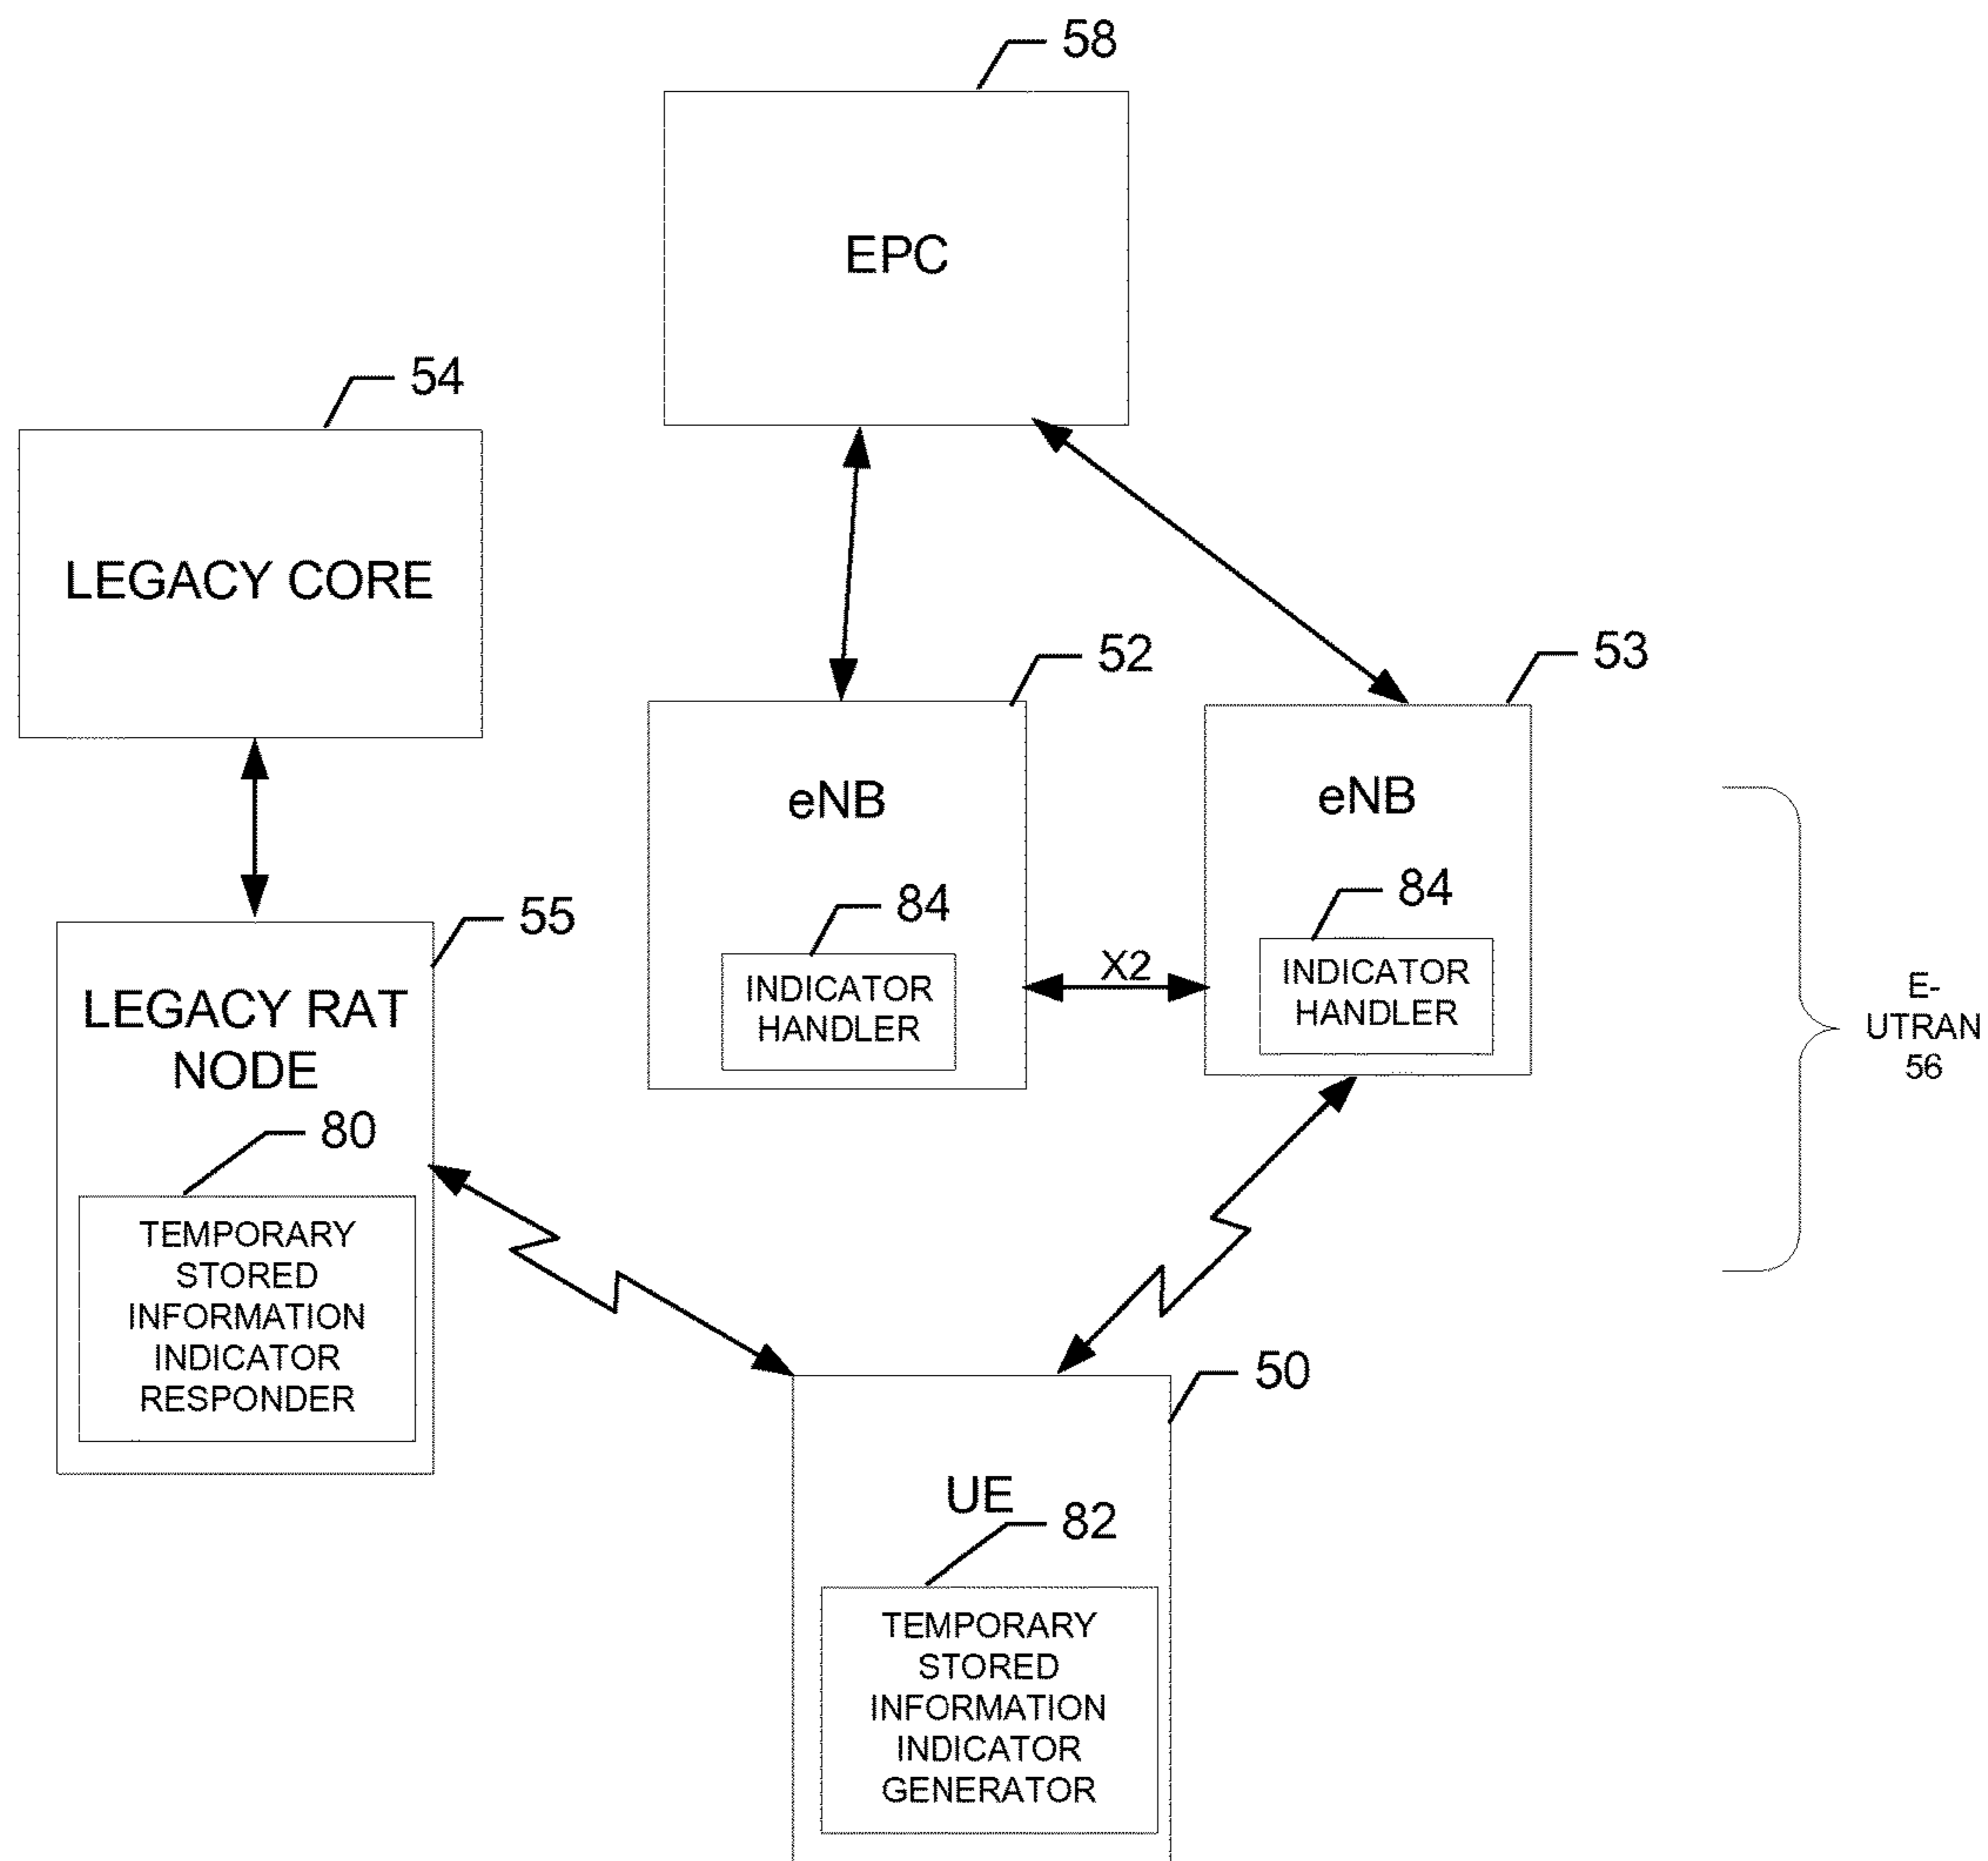 58
EPC
54
LEGACY CORE
52
53
eNB
eNB
84
84
55
X2
INDICATOR
HANDLER
INDICATOR
HANDLER
E-
UTRAN
56
LEGACY RAT
NODE
80
TEMPORARY
STORED
INFORMATION
INDICATOR
RESPONDER
50
UE
82
TEMPORARY
STORED
INFORMATION
INDICATOR
GENERATOR